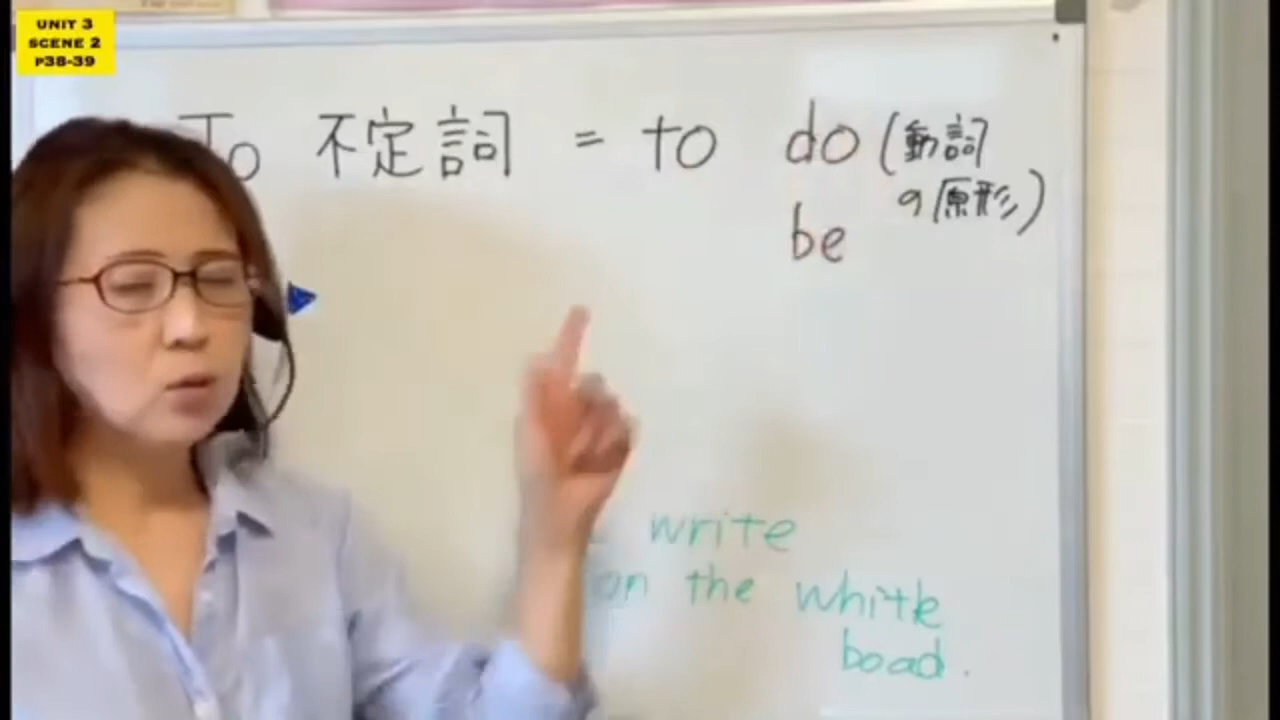 UNIT 3
SCENE 2
P38-39
To 不定詞 = to do (動詞
の原形)
be
I write
on the white
boad.